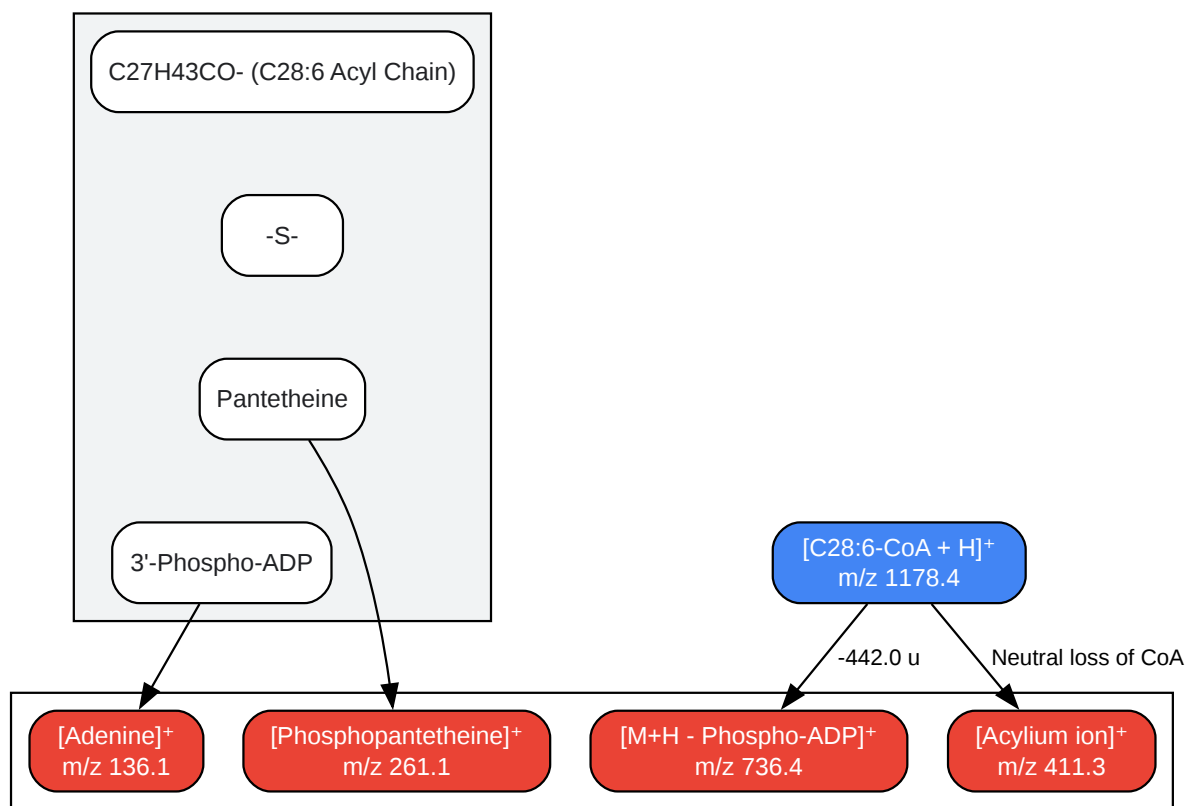 C27H43CO- (C28:6 Acyl Chain)
-S-
Pantetheine
3'-Phospho-ADP
[C28:6-CoA + H]⁺
m/z 1178.4
-442.0 u
Neutral loss of CoA
[Adenine]⁺
m/z 136.1
[Phosphopantetheine]⁺
m/z 261.1
[M+H - Phospho-ADP]⁺
m/z 736.4
[Acylium ion]⁺
m/z 411.3